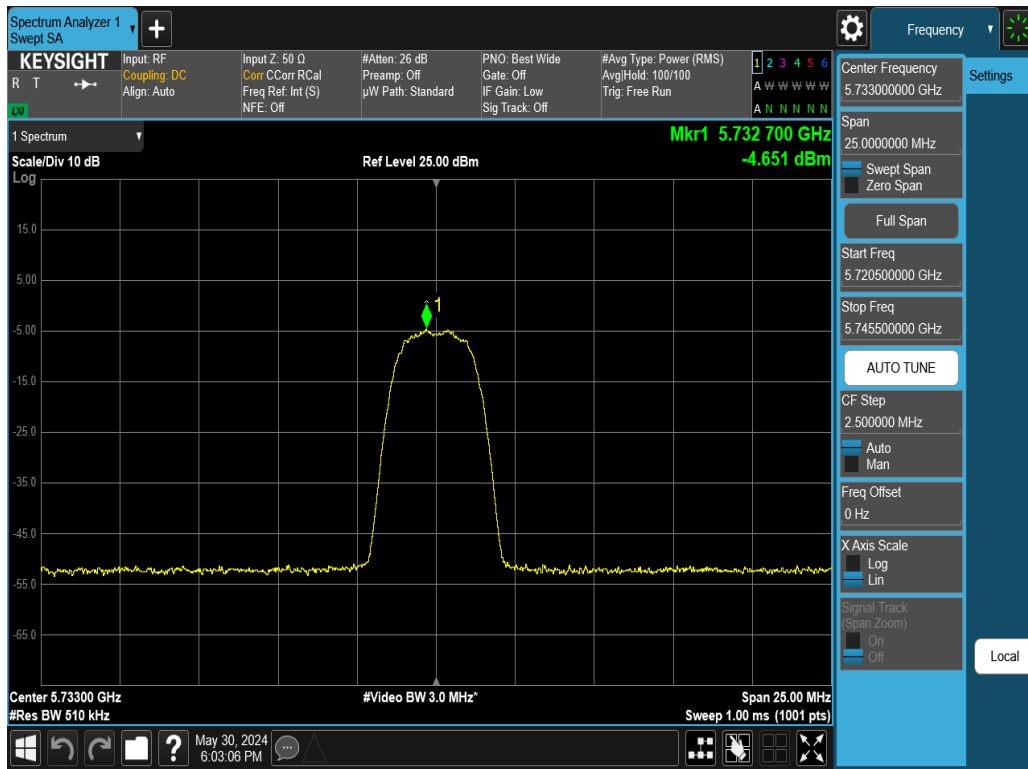 Spectrum Analyzer 1
Swept SA
+
Frequency
KEYSIGHT
R T
LXI
Input: RF
Coupling: DC
Align: Auto
Input Z: 50 Ω
Corr CCorr RCal
Freq Ref: Int (S)
NFE: Off
#Atten: 26 dB
Preamp: Off
µW Path: Standard
PNO: Best Wide
Gate: Off
IF Gain: Low
Sig Track: Off
#Avg Type: Power (RMS)
Avg|Hold: 100/100
Trig: Free Run
1 2 3 4 5 6
A W W W W W
A N N N N N
1 Spectrum
Mkr1 5.732 700 GHz
-4.651 dBm
Scale/Div 10 dB
Ref Level 25.00 dBm
Log
15.0
5.00
-5.00
-15.0
-25.0
-35.0
-45.0
-55.0
-65.0
1
Center 5.73300 GHz
#Video BW 3.0 MHz*
Span 25.00 MHz
#Res BW 510 kHz
Sweep 1.00 ms (1001 pts)
Center Frequency
5.733000000 GHz
Settings
Span
25.0000000 MHz
Swept Span
Zero Span
Full Span
Start Freq
5.720500000 GHz
Stop Freq
5.745500000 GHz
AUTO TUNE
CF Step
2.500000 MHz
Auto
Man
Freq Offset
0 Hz
X Axis Scale
Log
Lin
Signal Track
(Span Zoom)
On
Off
Local
?
May 30, 2024
6:03:06 PM